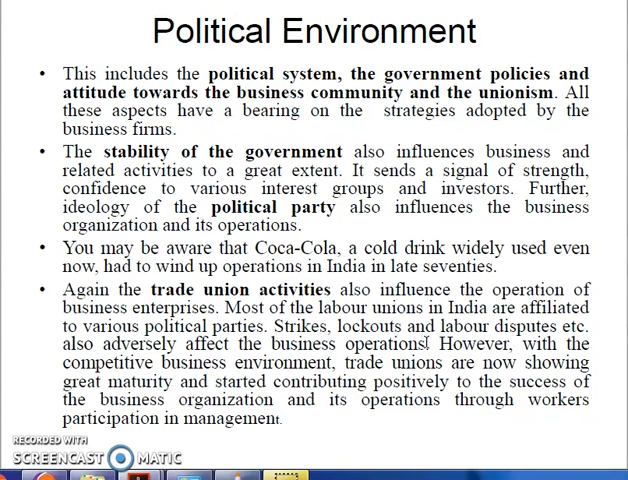 Political Environment
• This includes the political system, the government policies and
attitude towards the business community and the unionism. All
these aspects have a bearing on the strategies adopted by the
business firms.
• The stability of the government also influences business and
related activities to a great extent. It sends a signal of strength,
confidence to various interest groups and investors. Further,
ideology of the political party also influences the business
organization and its operations.
• You may be aware that Coca-Cola, a cold drink widely used even
now, had to wind up operations in India in late seventies.
• Again the trade union activities also influence the operation of
business enterprises. Most of the labour unions in India are affiliated
to various political parties. Strikes, lockouts and labour disputes etc.
also adversely affect the business operations. However, with the
competitive business environment, trade unions are now showing
great maturity and started contributing positively to the success of
the business organization and its operations through workers
participation in management.
RECORDED WITH
SCREENCAST MATIC